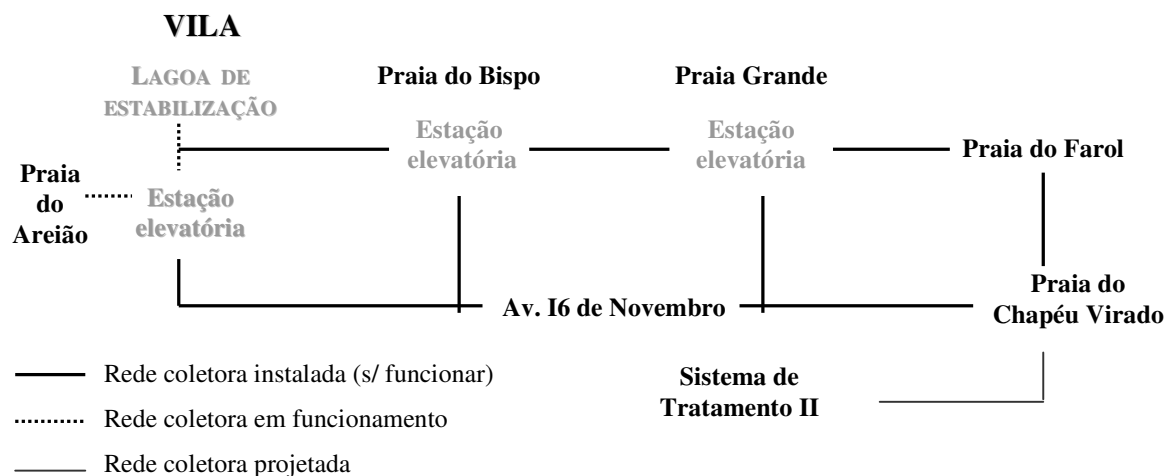 VILA
LAGOA DE
ESTABILIZAÇÃO
Praia do Bispo
Praia Grande
Estação
elevatória
Estação
elevatória
Praia do Farol
Praia
do
Areião
Estação
elevatória
Praia do
Chapéu Virado
Av. I6 de Novembro
Rede coletora instalada (s/ funcionar)
Sistema de
Tratamento II
Rede coletora em funcionamento
Rede coletora projetada